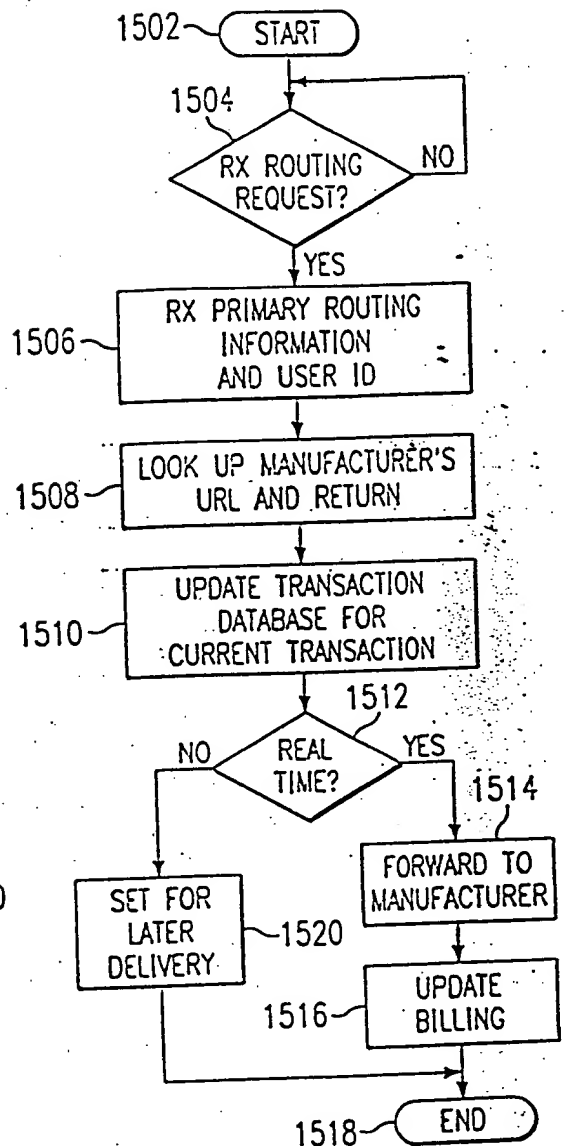 1502
START
1504
RX ROUTING
REQUEST?
NO
YES
1506
RX PRIMARY ROUTING
INFORMATION
AND USER ID
1508
LOOK UP MANUFACTURER'S
URL AND RETURN
1510
UPDATE TRANSACTION
DATABASE FOR
CURRENT TRANSACTION
1512
NO
REAL
TIME?
YES
1514
FORWARD TO
MANUFACTURER
SET FOR
LATER
DELIVERY
1520
1516
UPDATE
BILLING
1518
END